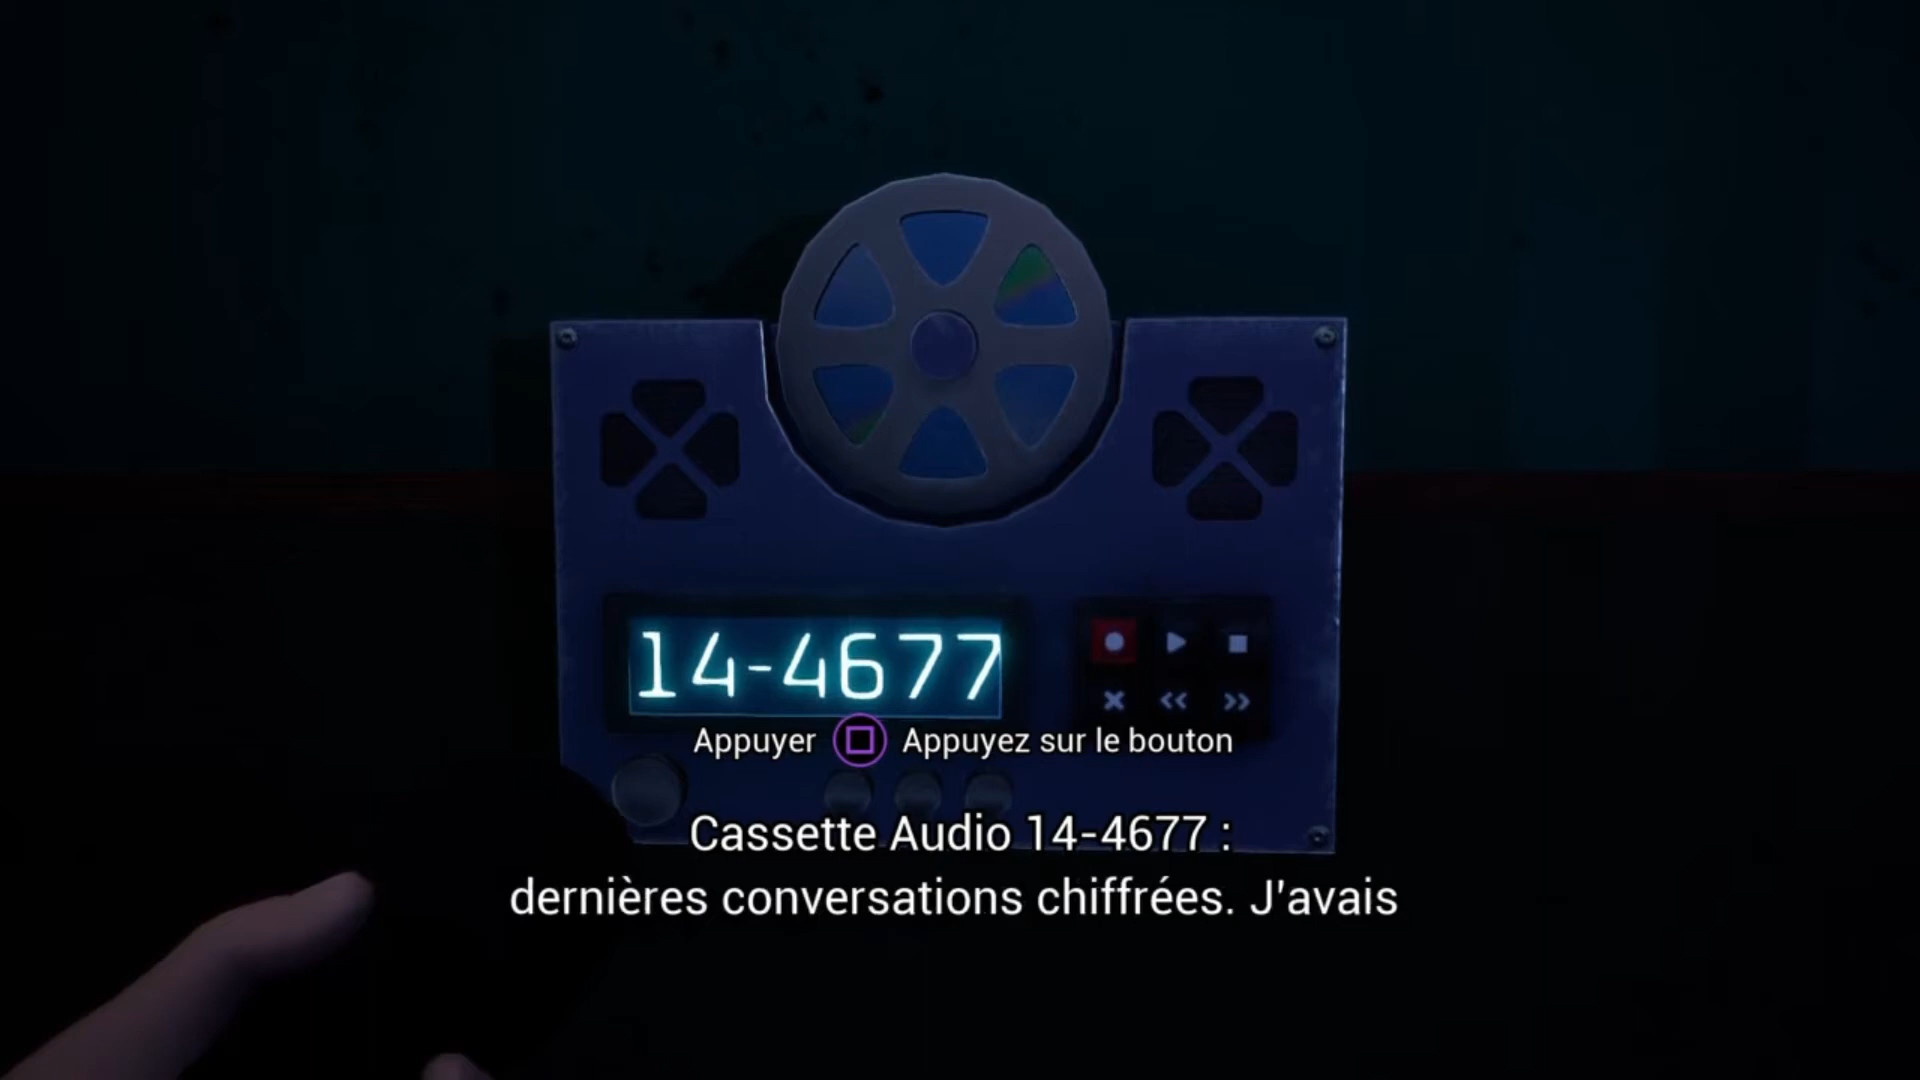 14-4677
Appuyer Appuyez sur le bouton
Cassette Audio 14-4677 :
dernières conversations chiffrées. J'avais